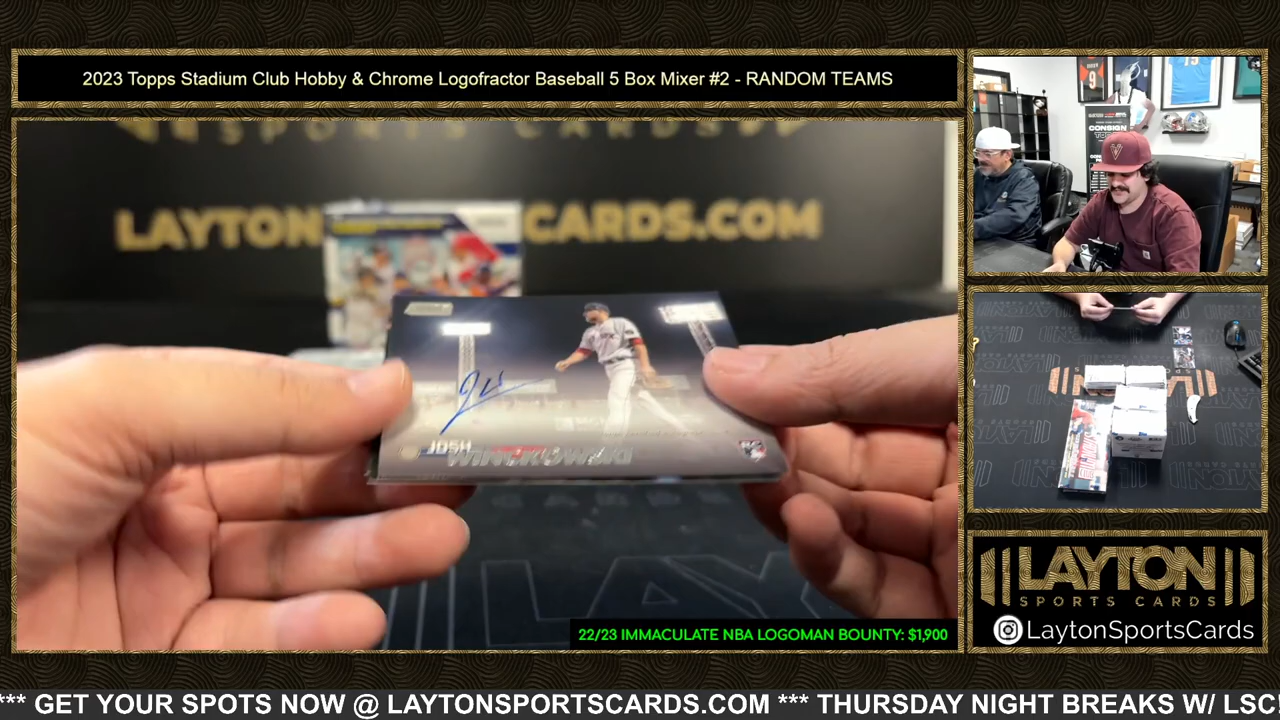 2023 Topps Stadium Club Hobby & Chrome Logofractor Baseball 5 Box Mixer #2 - RANDOM TEAMS
LAYTON CARDS.COM
JOSH
WINCKOWSKI
22/23 IMMACULATE NBA LOGOMAN BOUNTY: $1,900
CONSIGN
LAYTON
SPORTS CARDS
LaytonSportsCards
*** GET YOUR SPOTS NOW @ LAYTONSPORTSCARDS.COM *** THURSDAY NIGHT BREAKS W/ LSC